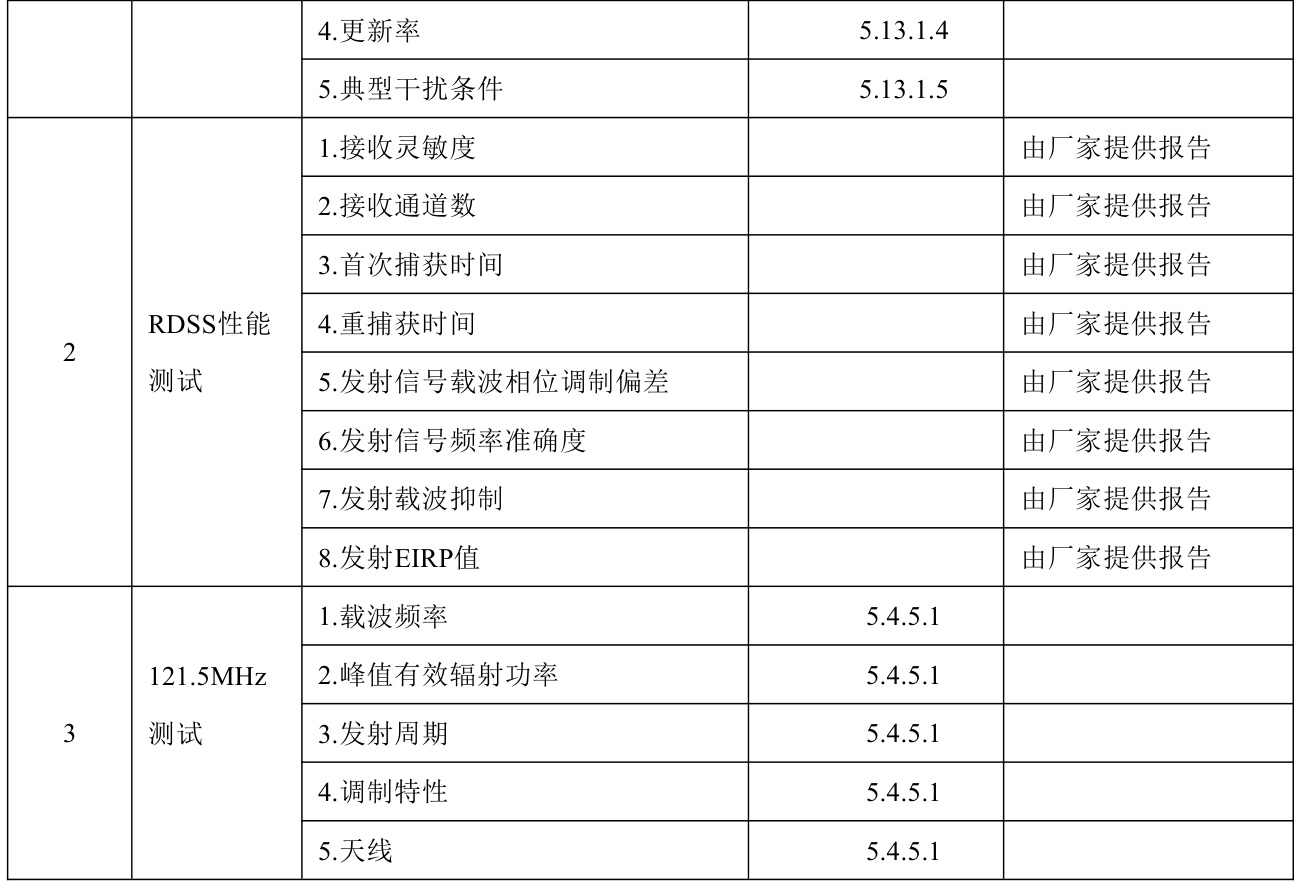 4.更新率 5.13.1.4
5.典型干扰条件 5.13.1.5
2
RDSS性能
测试
1.接收灵敏度 由厂家提供报告
2.接收通道数 由厂家提供报告
3.首次捕获时间 由厂家提供报告
4.重捕获时间 由厂家提供报告
5.发射信号载波相位调制偏差 由厂家提供报告
6.发射信号频率准确度 由厂家提供报告
7.发射载波抑制 由厂家提供报告
8.发射EIRP值 由厂家提供报告
3
121.5MHz
测试
1.载波频率 5.4.5.1
2.峰值有效辐射功率 5.4.5.1
3.发射周期 5.4.5.1
4.调制特性 5.4.5.1
5.天线 5.4.5.1